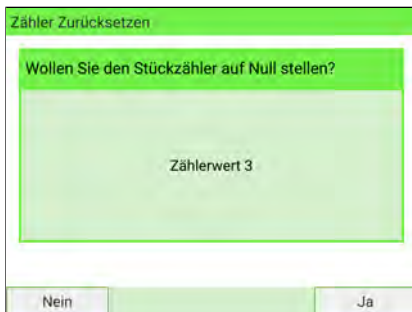 Zähler Zurücksetzen
Wollen Sie den Stückzähler auf Null stellen?
Zählerwert 3
Nein
Ja